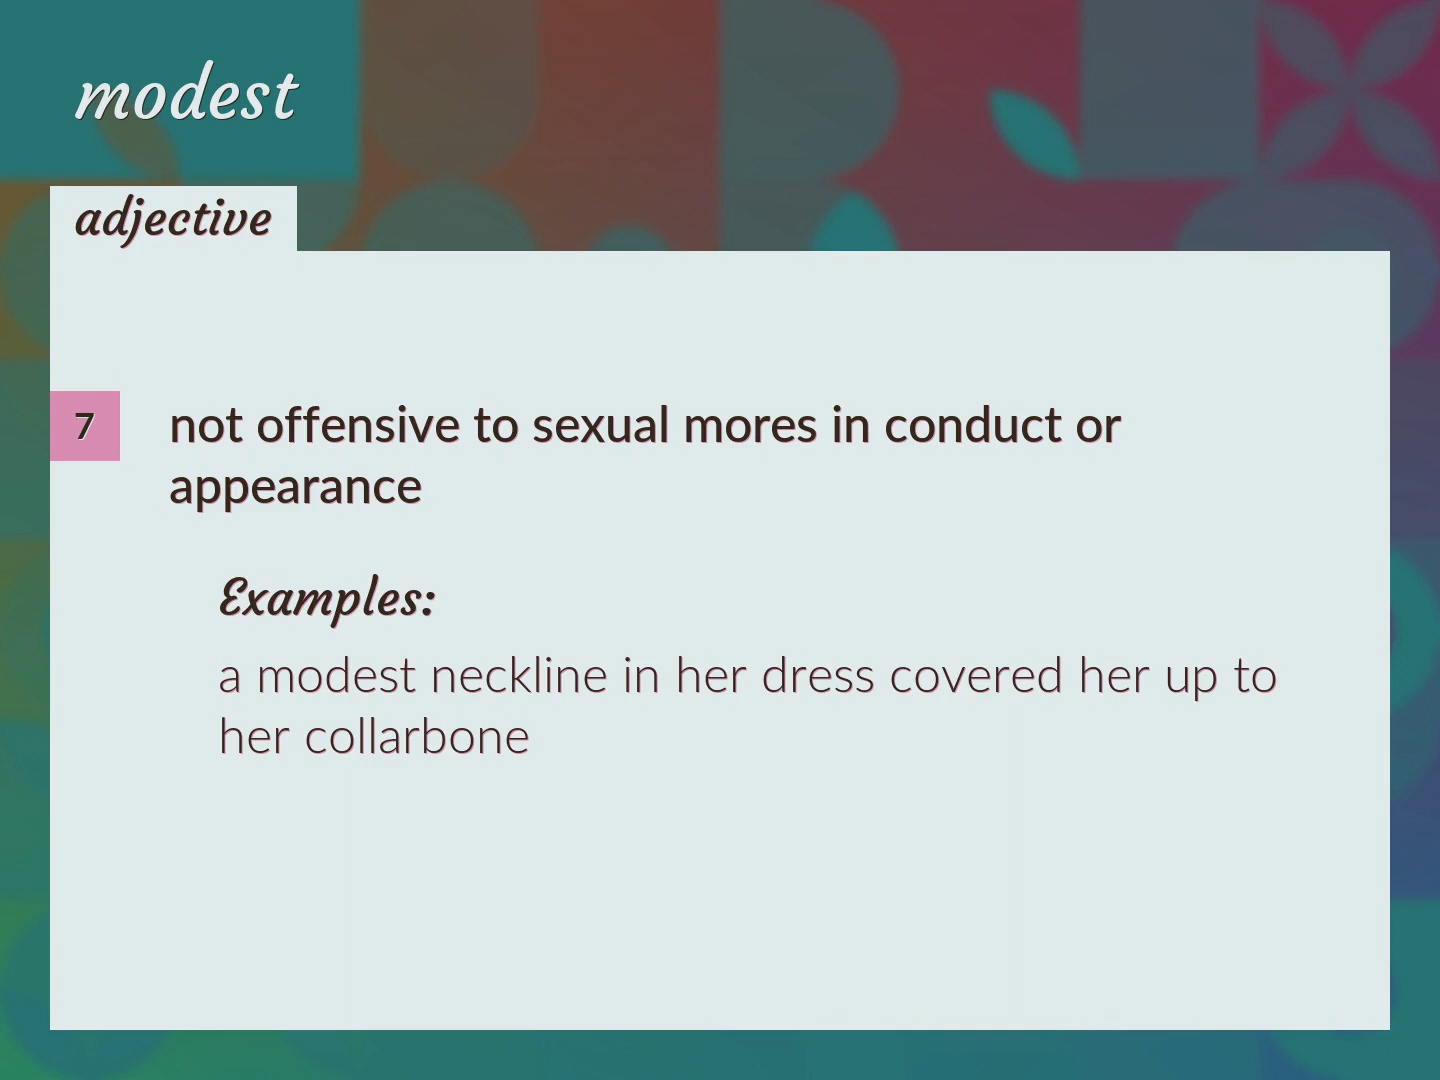 modest
adjective
7
not offensive to sexual mores in conduct or
appearance
Examples:
a modest neckline in her dress covered her up to
her collarbone